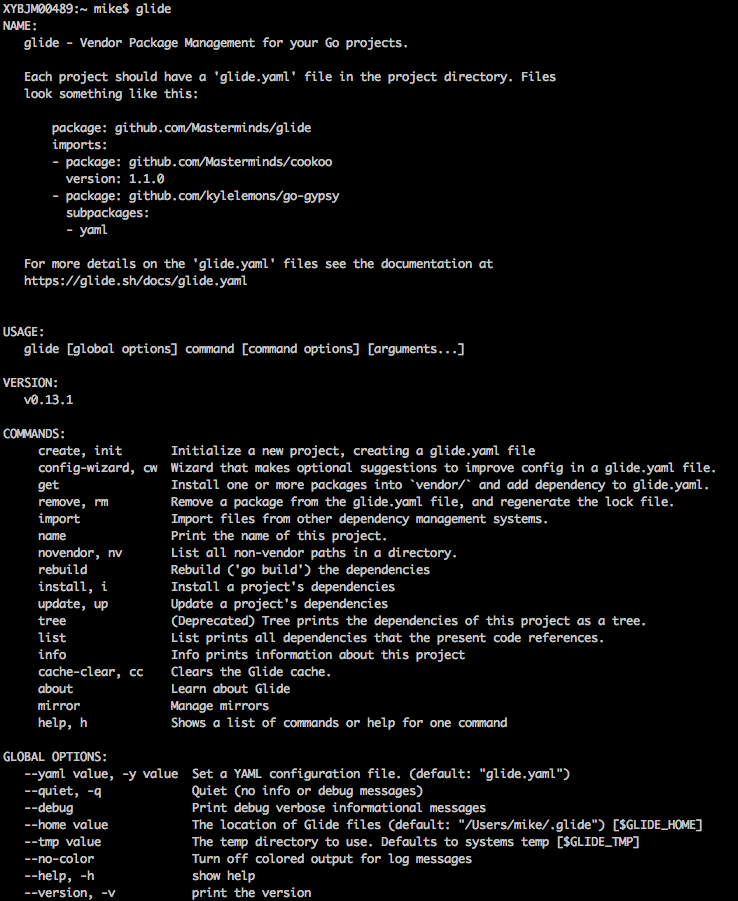 XYBJM00489:~ mike$ glide
NAME:
   glide - Vendor Package Management for your Go projects.

   Each project should have a 'glide.yaml' file in the project directory. Files
   look something like this:

       package: github.com/Masterminds/glide
       imports:
       - package: github.com/Masterminds/cookoo
         version: 1.1.0
       - package: github.com/kylelemons/go-gypsy
         subpackages:
         - yaml

   For more details on the 'glide.yaml' files see the documentation at
   https://glide.sh/docs/glide.yaml


USAGE:
   glide [global options] command [command options] [arguments...]

VERSION:
   v0.13.1

COMMANDS:
     create, init       Initialize a new project, creating a glide.yaml file
     config-wizard, cw  Wizard that makes optional suggestions to improve config in a glide.yaml file.
     get                Install one or more packages into `vendor/` and add dependency to glide.yaml.
     remove, rm         Remove a package from the glide.yaml file, and regenerate the lock file.
     import             Import files from other dependency management systems.
     name               Print the name of this project.
     novendor, nv       List all non-vendor paths in a directory.
     rebuild            Rebuild ('go build') the dependencies
     install, i         Install a project's dependencies
     update, up         Update a project's dependencies
     tree               (Deprecated) Tree prints the dependencies of this project as a tree.
     list               List prints all dependencies that the present code references.
     info               Info prints information about this project
     cache-clear, cc    Clears the Glide cache.
     about              Learn about Glide
     mirror             Manage mirrors
     help, h            Shows a list of commands or help for one command

GLOBAL OPTIONS:
   --yaml value, -y value  Set a YAML configuration file. (default: "glide.yaml")
   --quiet, -q             Quiet (no info or debug messages)
   --debug                 Print debug verbose informational messages
   --home value            The location of Glide files (default: "/Users/mike/.glide") [$GLIDE_HOME]
   --tmp value             The temp directory to use. Defaults to systems temp [$GLIDE_TMP]
   --no-color              Turn off colored output for log messages
   --help, -h              show help
   --version, -v           print the version